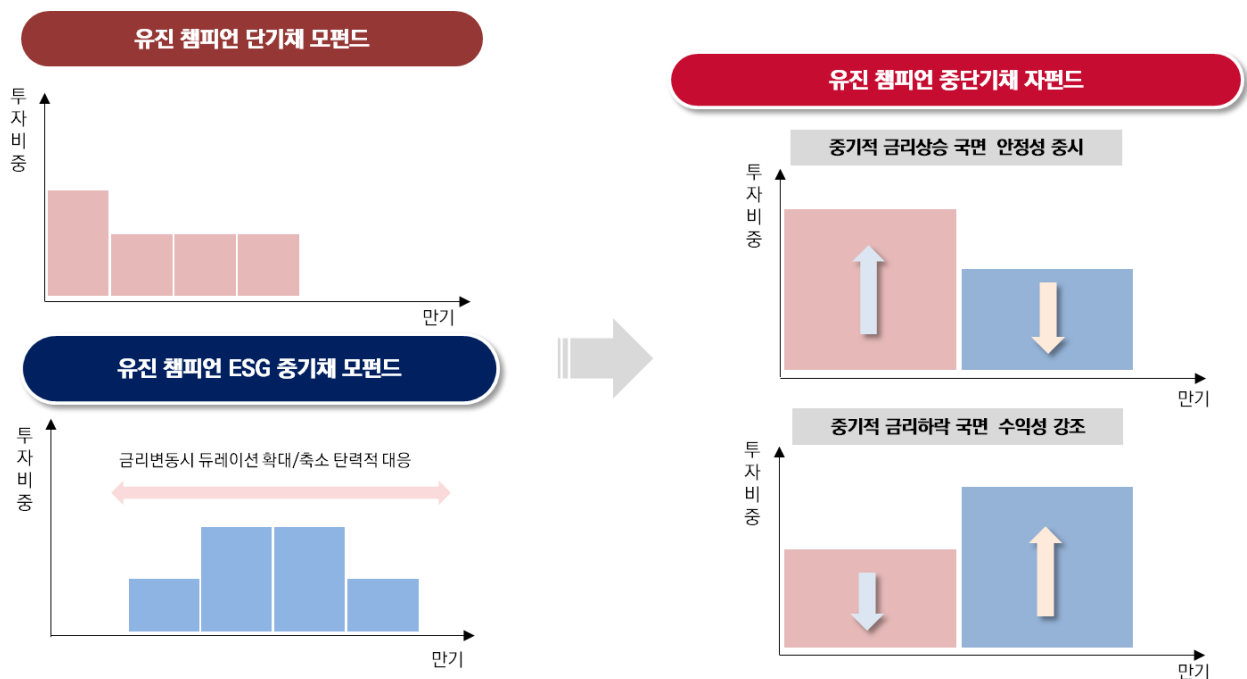 유진 챔피언 단기채 모펀드
투자비중
만기
유진 챔피언 ESG 중기채 모펀드
투자비중
금리변동시 듀레이션 확대/축소 탄력적 대응
만기
유진 챔피언 중단기채 자펀드
중기적 금리상승 국면 안정성 중시
투자비중
만기
중기적 금리하락 국면 수익성 강조
투자비중
만기